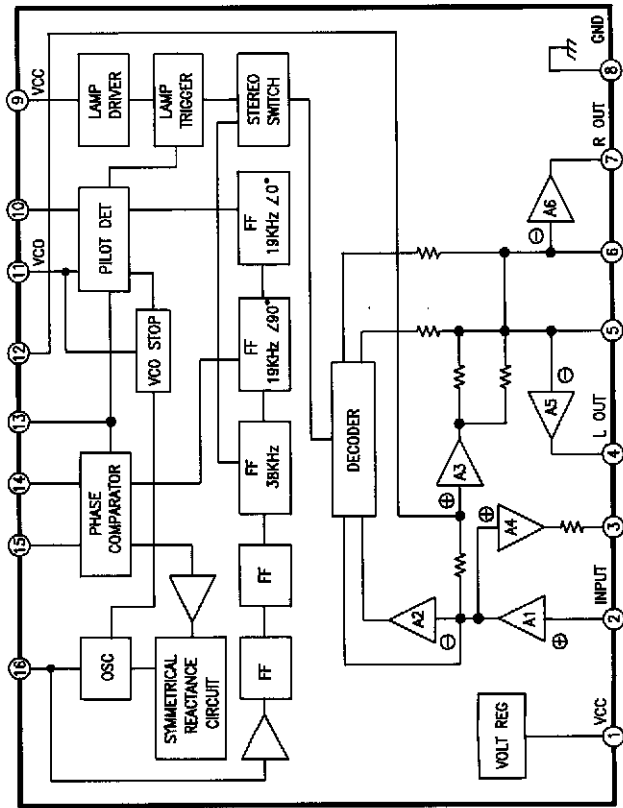 16
15
14
13
12
11
VCO
10
9
VCC
OSC
PHASE
COMPARATOR
PILOT DET
LAMP
DRIVER
VCO STOP
LAMP
TRIGGER
SYMMETRICAL
REACTANCE
CIRCUIT
FF
FF
FF
38KHz
FF
19KHz ∠90°
FF
19KHz ∠0°
STEREO
SWITCH
DECODER
A2
⊖
A3
⊕
A1
⊕
A4
⊕
A5
⊖
A6
⊖
VOLT REG
VCC
INPUT
L OUT
R OUT
GND
1
2
3
4
5
6
7
8